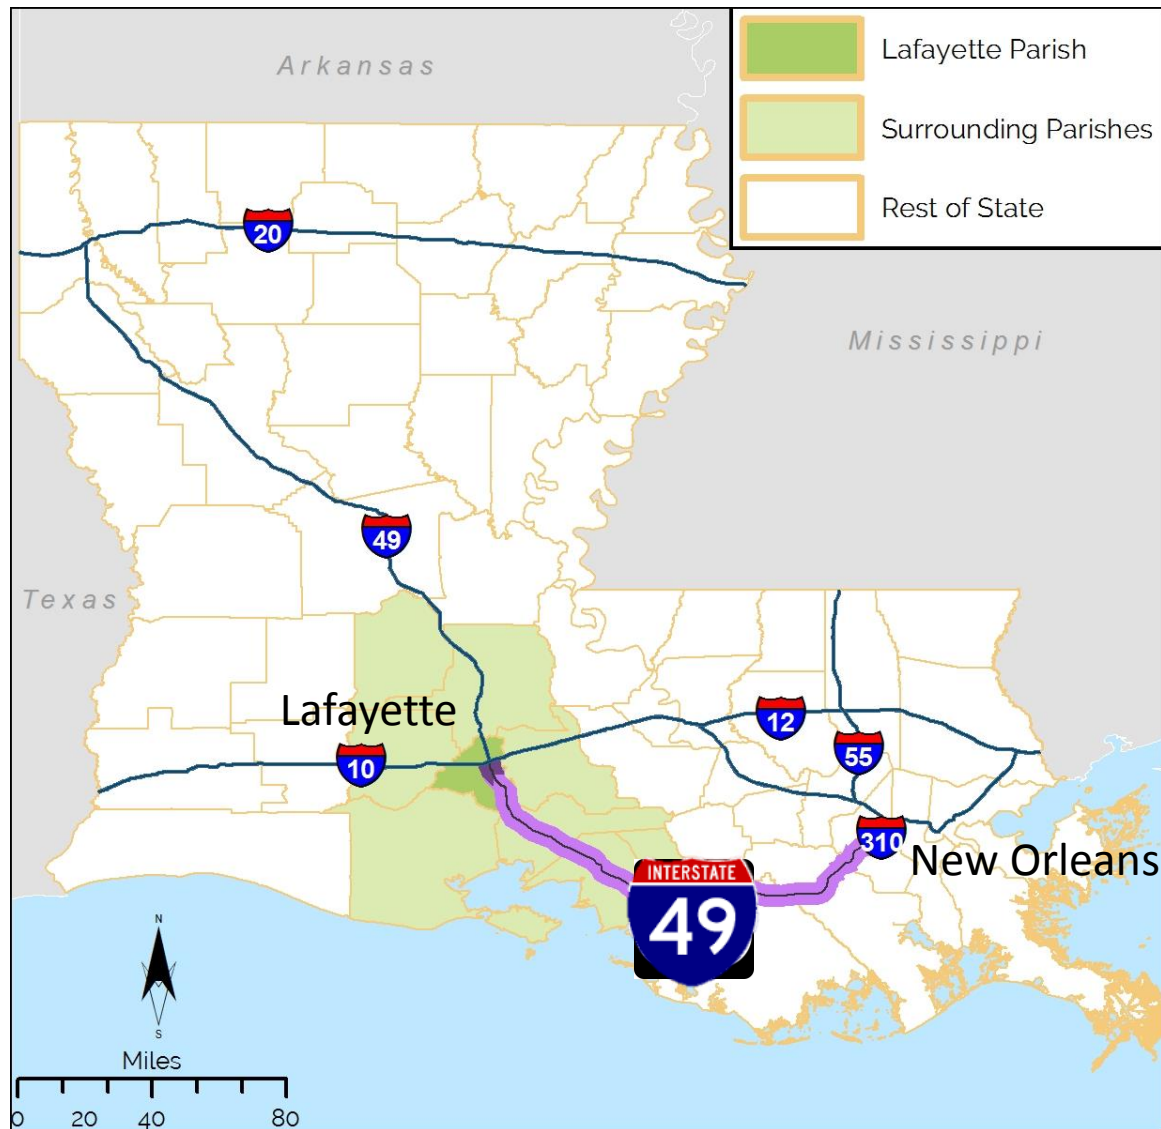 Arkansas
Lafayette Parish
Surrounding Parishes
Rest of State
20
Mississippi
49
Texas
Lafayette
12
10
55
310
New Orleans
INTERSTATE
49
N
S
Miles
0 20 40 80